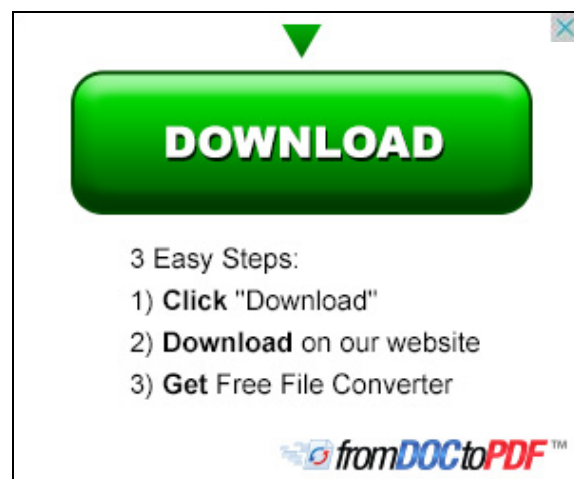 DOWNLOAD
3 Easy Steps:
1) Click "Download"
2) Download on our website
3) Get Free File Converter
fromDOCtoPDF™